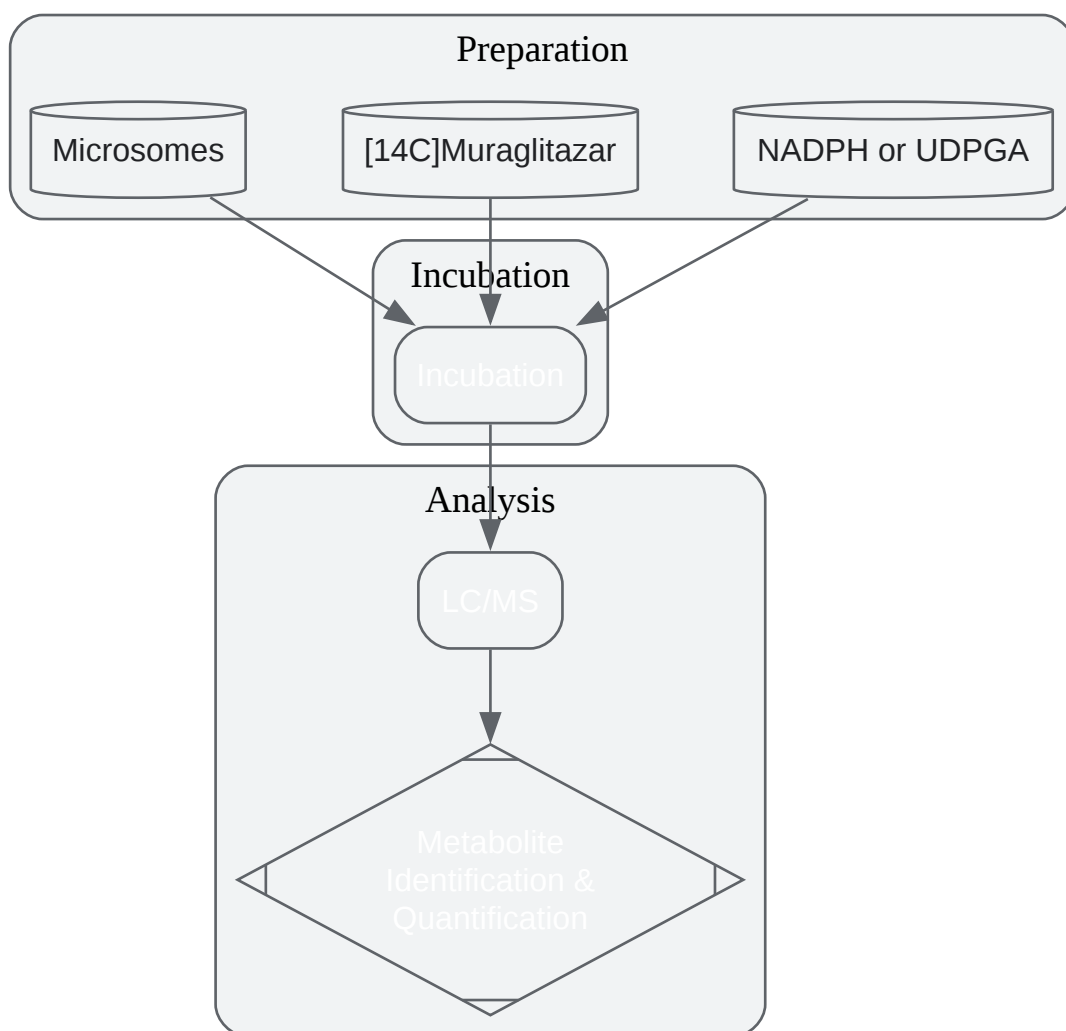 Preparation
Microsomes
[14C]Muraglitazar
NADPH or UDPGA
Incubation
Incubation
Analysis
LC/MS
Metabolite
Identification &
Quantification